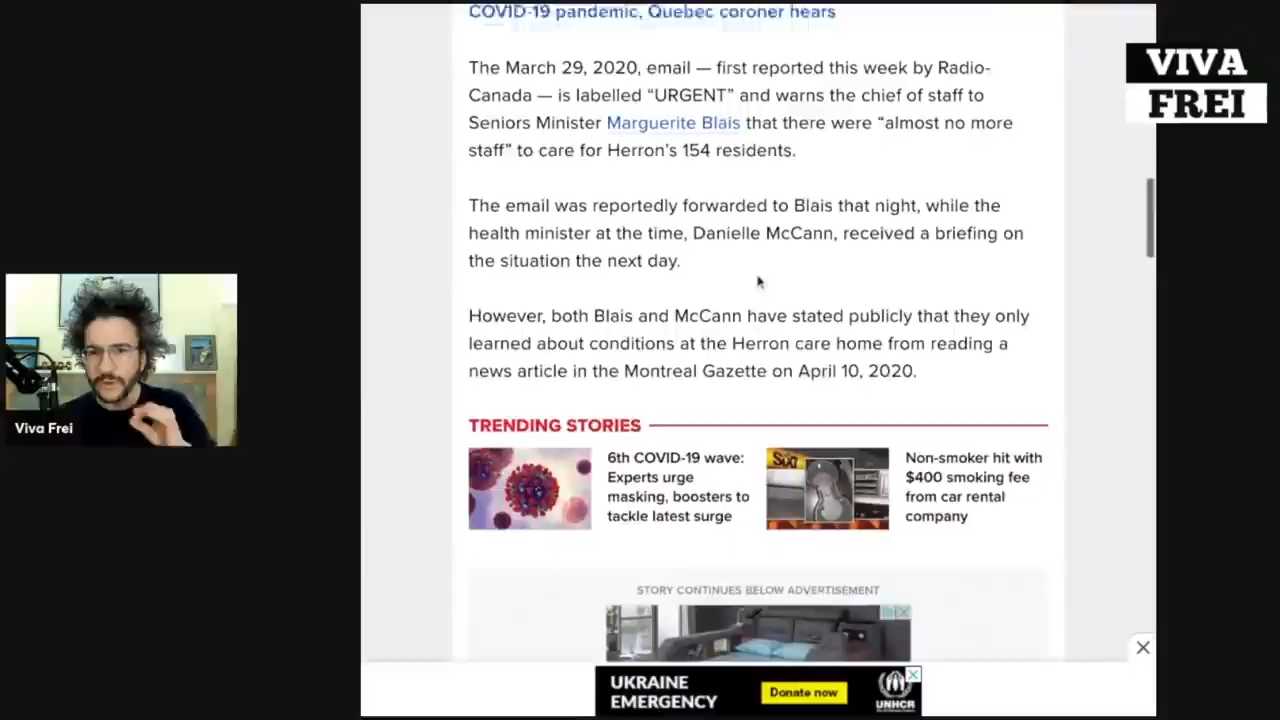 COVID-19 pandemic, Quebec coroner hears
The March 29, 2020, email — first reported this week by Radio-
Canada — is labelled “URGENT” and warns the chief of staff to
Seniors Minister Marguerite Blais that there were “almost no more
staff” to care for Herron’s 154 residents.
The email was reportedly forwarded to Blais that night, while the
health minister at the time, Danielle McCann, received a briefing on
the situation the next day.
However, both Blais and McCann have stated publicly that they only
learned about conditions at the Herron care home from reading a
news article in the Montreal Gazette on April 10, 2020.
TRENDING STORIES
6th COVID-19 wave:
Experts urge
masking, boosters to
tackle latest surge
Sixt
Non-smoker hit with
$400 smoking fee
from car rental
company
STORY CONTINUES BELOW ADVERTISEMENT
UKRAINE
EMERGENCY
Donate now
UNHCR
VIVA
FREI
Viva Frei